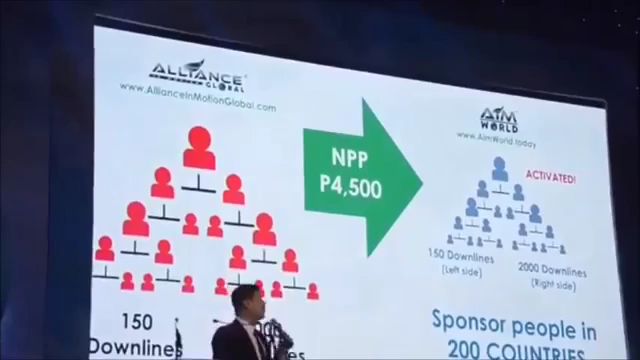 ALLIANCE
GLOBAL
www.AllianceInMotionGlobal.com
NPP
P4,500
AIM
WORLD
www.AimWorld.today
ACTIVATED!
150 Downlines
(Left side)
2000 Downlines
(Right side)
150
Downlines
Sponsor people in
200 COUNTRIES